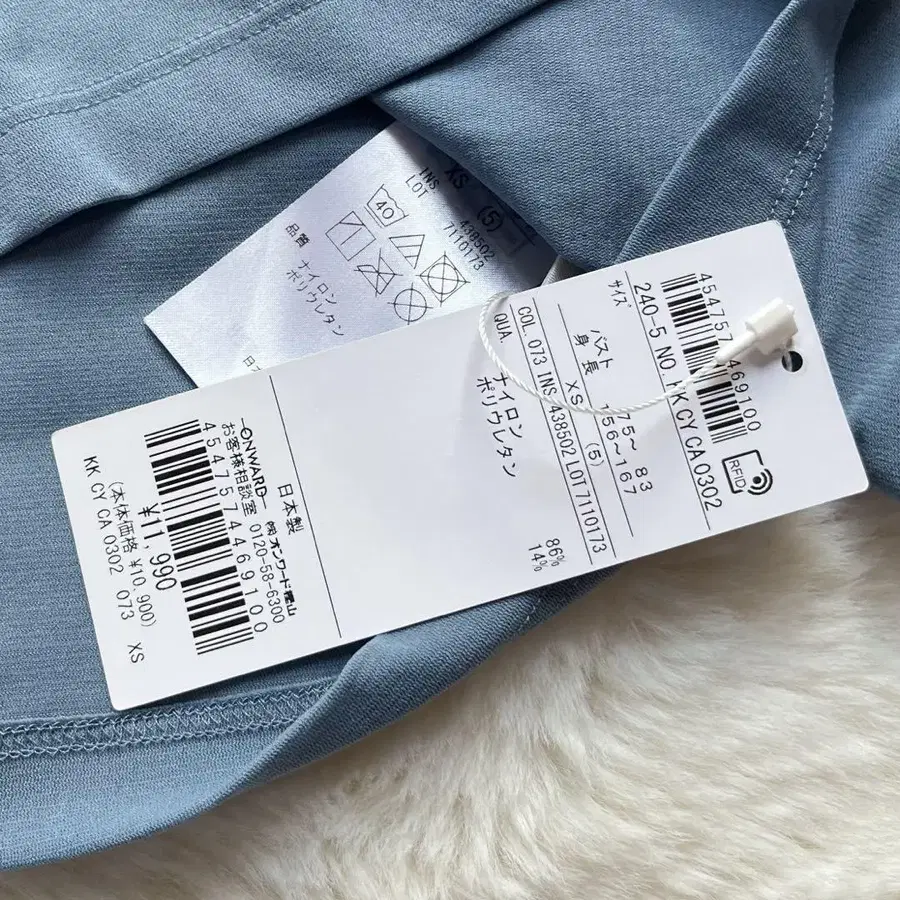 4547574469100
RFID
240-5 NO. KK CY CA 0302
サイズ
バスト 75~ 83
身長 156~167
XS (5)
COL. 073 INS 438502 LOT 7110173
QUA.
ナイロン 86%
ポリウレタン 14%
日本製
ONWARD ㈱オンワード樫山
お客様相談室 0120-58-6300
4547574469100
¥11,990
(本体価格 ¥10,900)
KK CY CA 0302 073 XS
XS (5)
INS 438502
LOT 7110173
40
品質 ナイロン
ポリウレタン